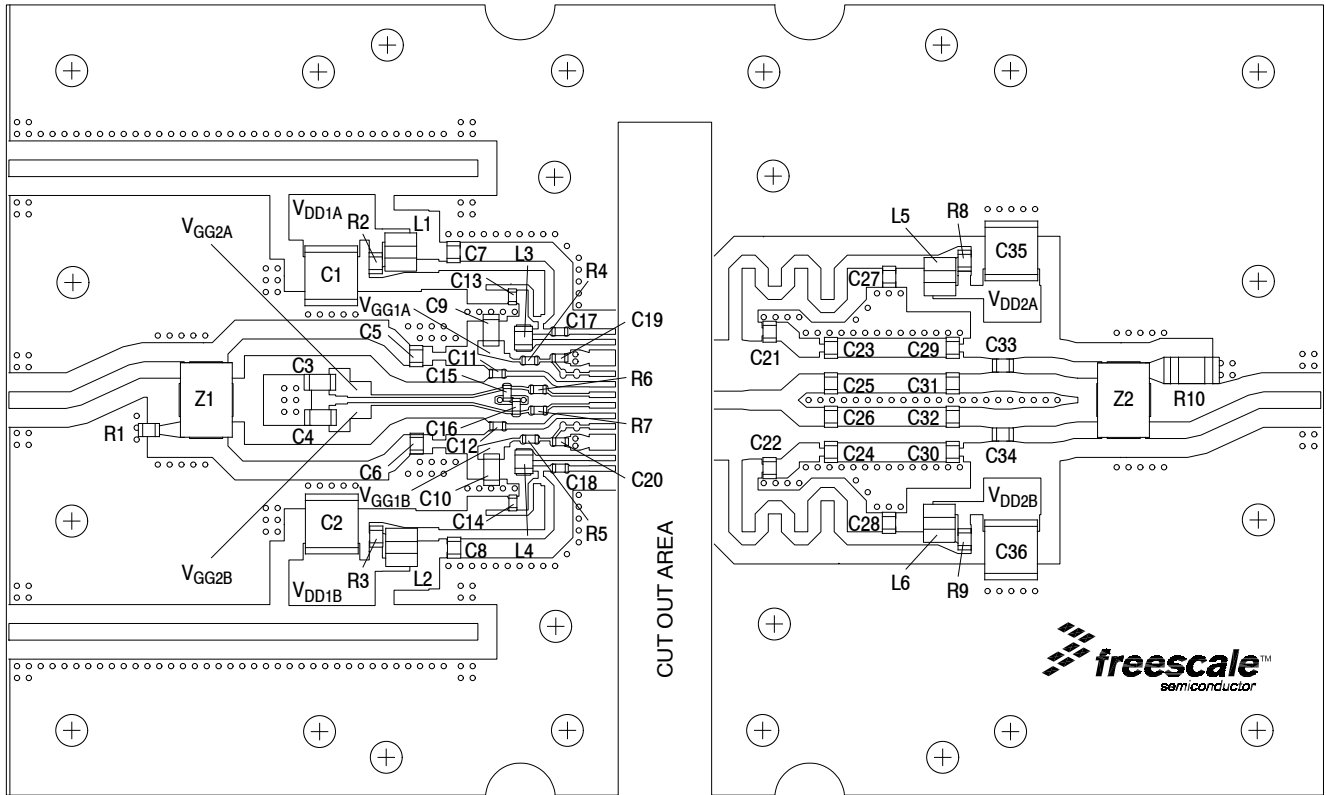 VDD1A
R2
L1
VGG2A
C1
C7
L3
R4
C13
VGG1A
C9
C17
C19
C5
C11
C3
C15
R6
Z1
R1
C4
C16
R7
C12
C6
C20
VGG1B
C10
C18
C14
R5
C2
L4
C8
VGG2B
R3
L2
VDD1B
CUT OUT AREA
L5
R8
C35
C27
VDD2A
C21
C23
C29
C33
C25
C31
Z2
R10
C26
C32
C22
C24
C30
C34
VDD2B
C28
C36
L6
R9
freescale™
semiconductor